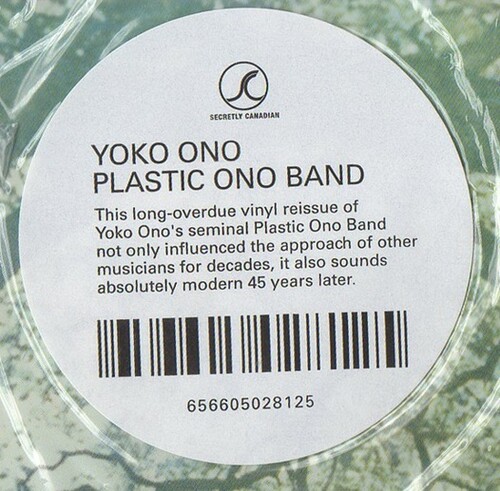 SECRETLY CANADIAN
YOKO ONO
PLASTIC ONO BAND
This long-overdue vinyl reissue of
Yoko Ono's seminal Plastic Ono Band
not only influenced the approach of other
musicians for decades, it also sounds
absolutely modern 45 years later.
656605028125